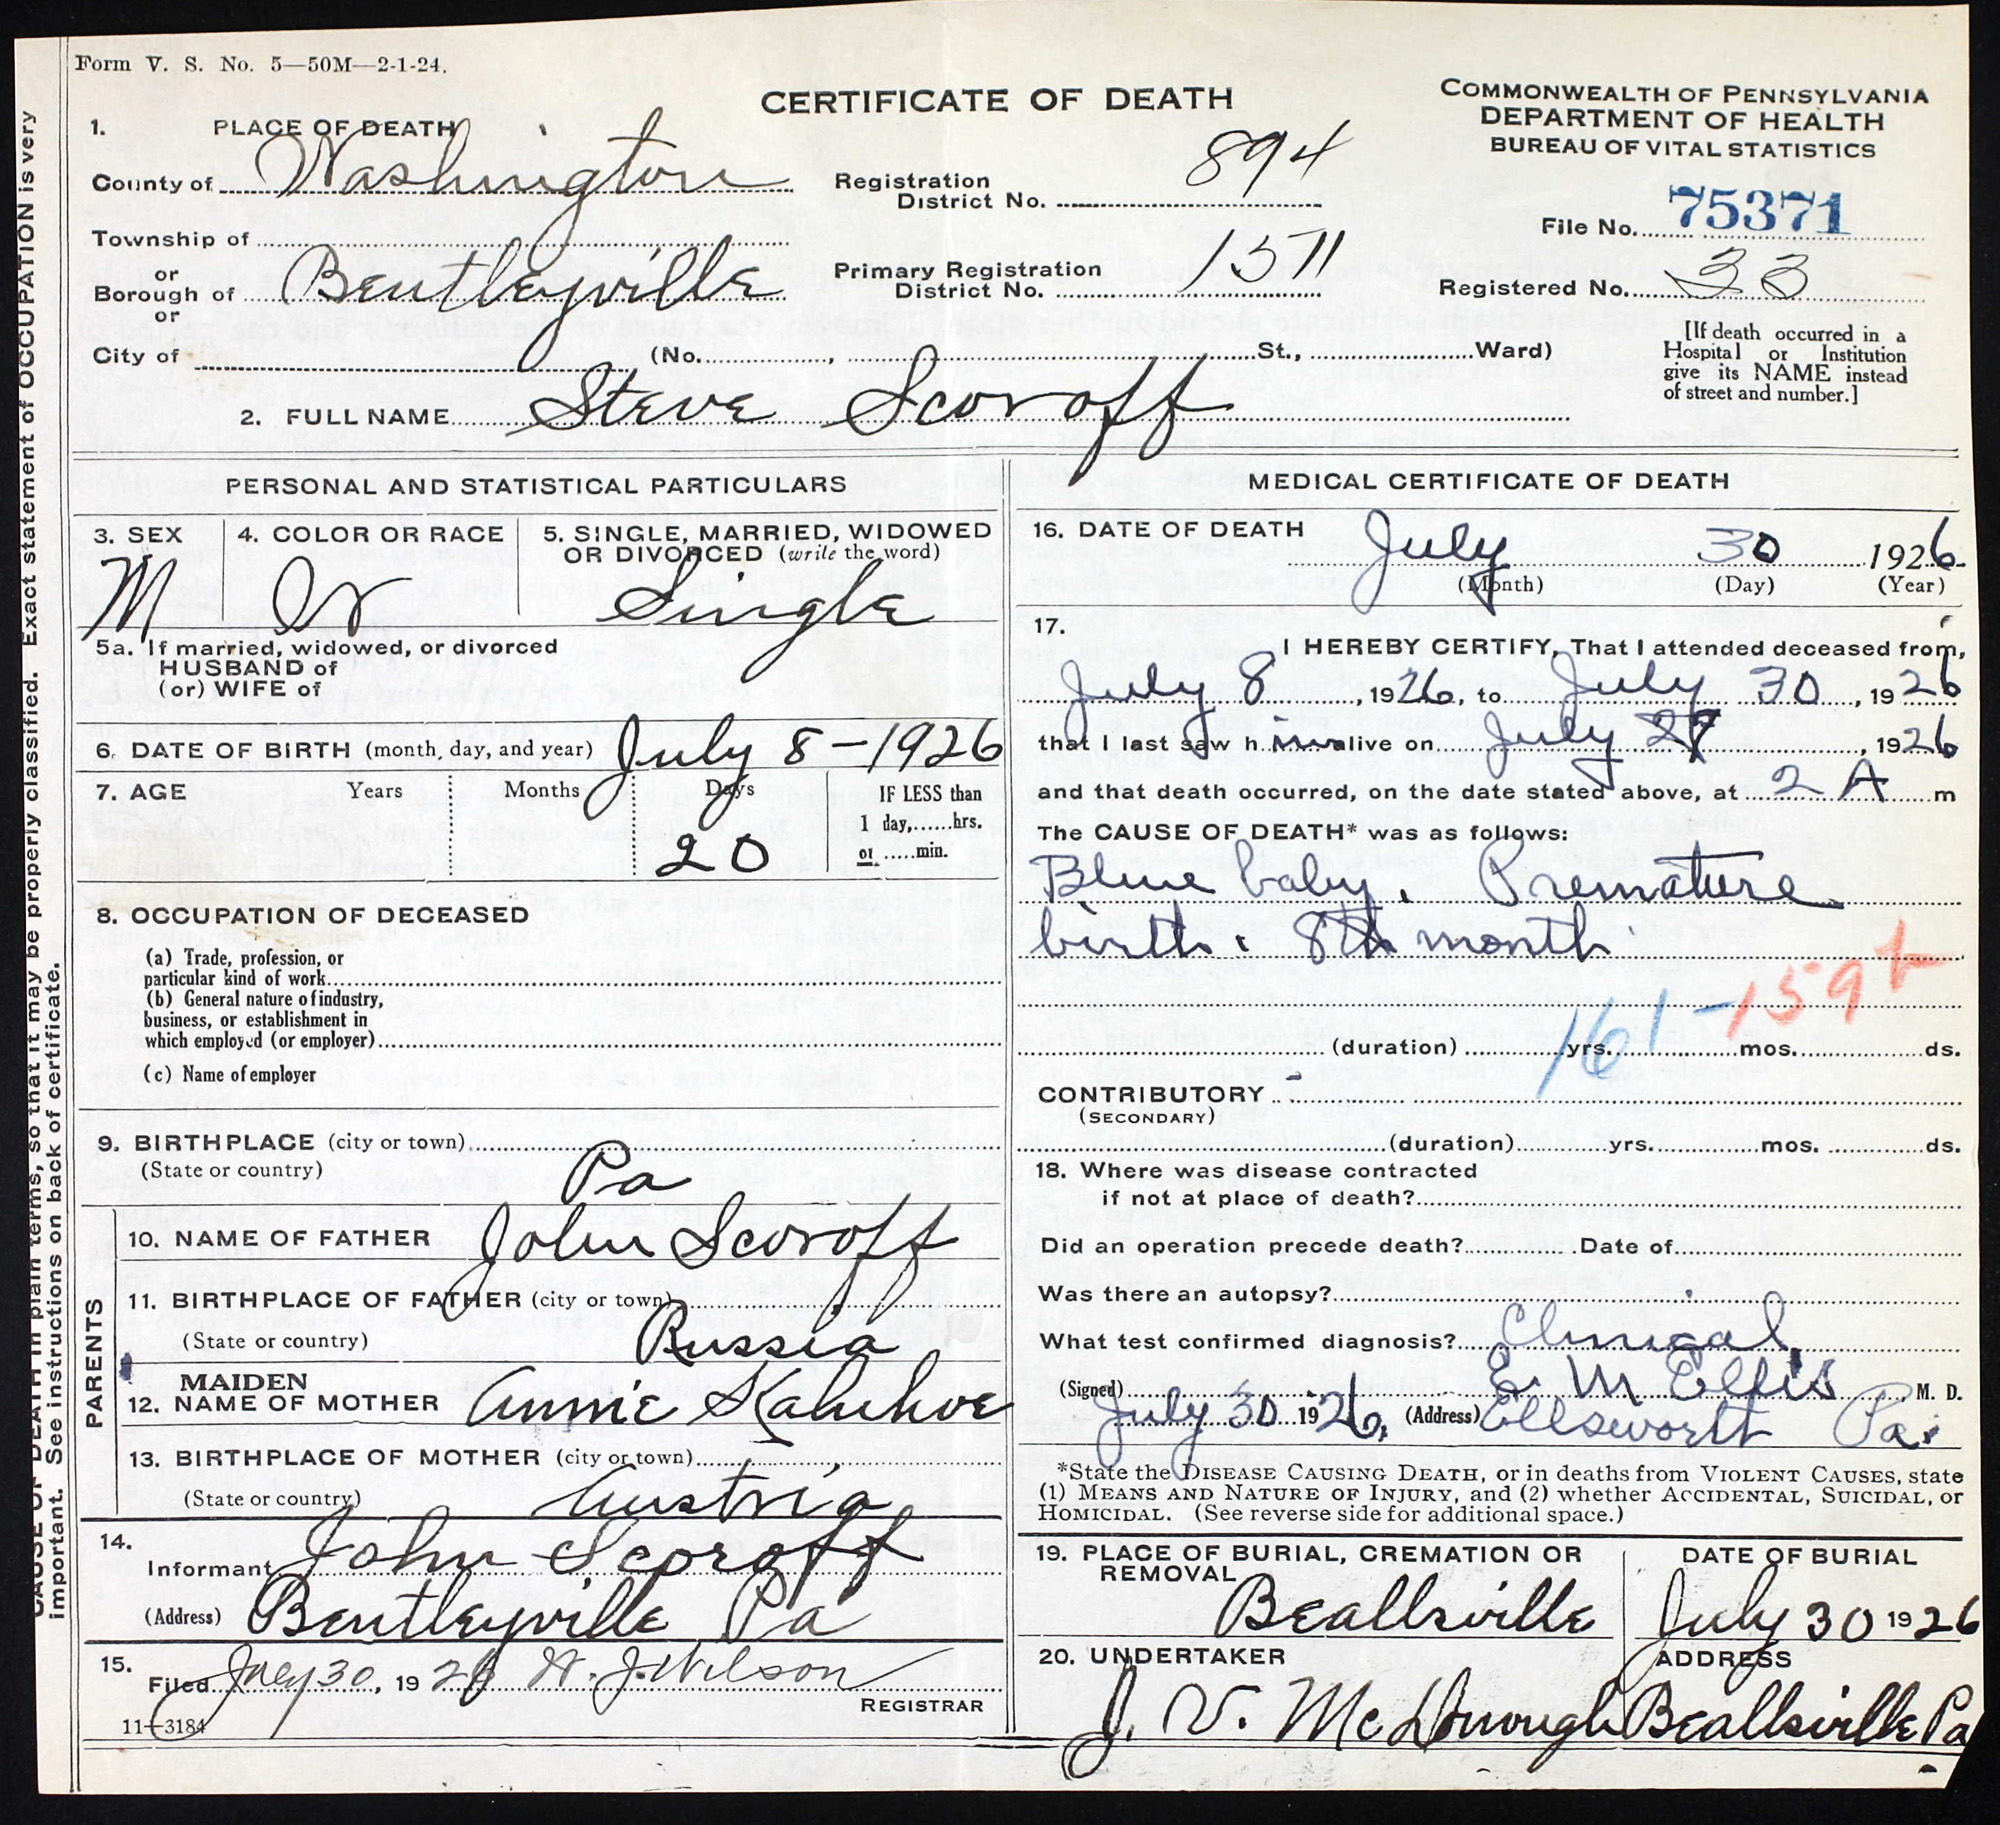 Form V. S. No. 5—50M—2-1-24.
CERTIFICATE OF DEATH
COMMONWEALTH OF PENNSYLVANIA
DEPARTMENT OF HEALTH
BUREAU OF VITAL STATISTICS
1. PLACE OF DEATH
County of Washington
Registration District No. 894
File No. 75371
Township of
or
Borough of Bentleyville
or
Primary Registration District No. 1511
Registered No. 33
City of (No. , St., Ward)
[If death occurred in a
Hospital or Institution
give its NAME instead
of street and number.]
2. FULL NAME Steve Scoroff
PERSONAL AND STATISTICAL PARTICULARS
3. SEX M
4. COLOR OR RACE W
5. SINGLE, MARRIED, WIDOWED
OR DIVORCED (write the word)
Single
5a. If married, widowed, or divorced
HUSBAND of
(or) WIFE of
6. DATE OF BIRTH (month, day, and year) July 8-1926
7. AGE Years Months Days IF LESS than
1 day,......hrs.
20
or .....min.
8. OCCUPATION OF DECEASED
(a) Trade, profession, or
particular kind of work
(b) General nature of industry,
business, or establishment in
which employed (or employer)
(c) Name of employer
9. BIRTHPLACE (city or town)
(State or country) Pa
PARENTS
10. NAME OF FATHER John Scoroff
11. BIRTHPLACE OF FATHER (city or town)
(State or country) Russia
12. MAIDEN NAME OF MOTHER Annie
13. BIRTHPLACE OF MOTHER (city or town)
(State or country) Austria
14.
Informant John Scoroff
(Address) Bentleyville Pa
15.
Filed July 30, 1926 J. Wilson
REGISTRAR
11—3184
MEDICAL CERTIFICATE OF DEATH
16. DATE OF DEATH July 30 1926
(Month) (Day) (Year)
17.
I HEREBY CERTIFY, That I attended deceased from,
July 8, 1926, to July 30, 1926
that I last saw h im alive on July 29, 1926
and that death occurred, on the date stated above, at 2 A m
The CAUSE OF DEATH* was as follows:
Blue baby. Premature
birth. 8th month
161 - 159
(duration) yrs. mos. ds.
CONTRIBUTORY
(SECONDARY)
(duration) yrs. mos. ds.
18. Where was disease contracted
if not at place of death?
Did an operation precede death? Date of
Was there an autopsy?
What test confirmed diagnosis? Clinical
(Signed) E. M Ellis M. D.
July 30 1926, (Address) Ellsworth Pa.
*State the DISEASE CAUSING DEATH, or in deaths from VIOLENT CAUSES, state
(1) MEANS AND NATURE OF INJURY, and (2) whether ACCIDENTAL, SUICIDAL, or
HOMICIDAL. (See reverse side for additional space.)
19. PLACE OF BURIAL, CREMATION OR
REMOVAL
Beallsville
DATE OF BURIAL
July 30 1926
20. UNDERTAKER
J. V. McDonough
ADDRESS
Beallsville Pa
CAUSE OF DEATH in plain terms, so that it may be properly classified. Exact statement of OCCUPATION is very
important. See instructions on back of certificate.